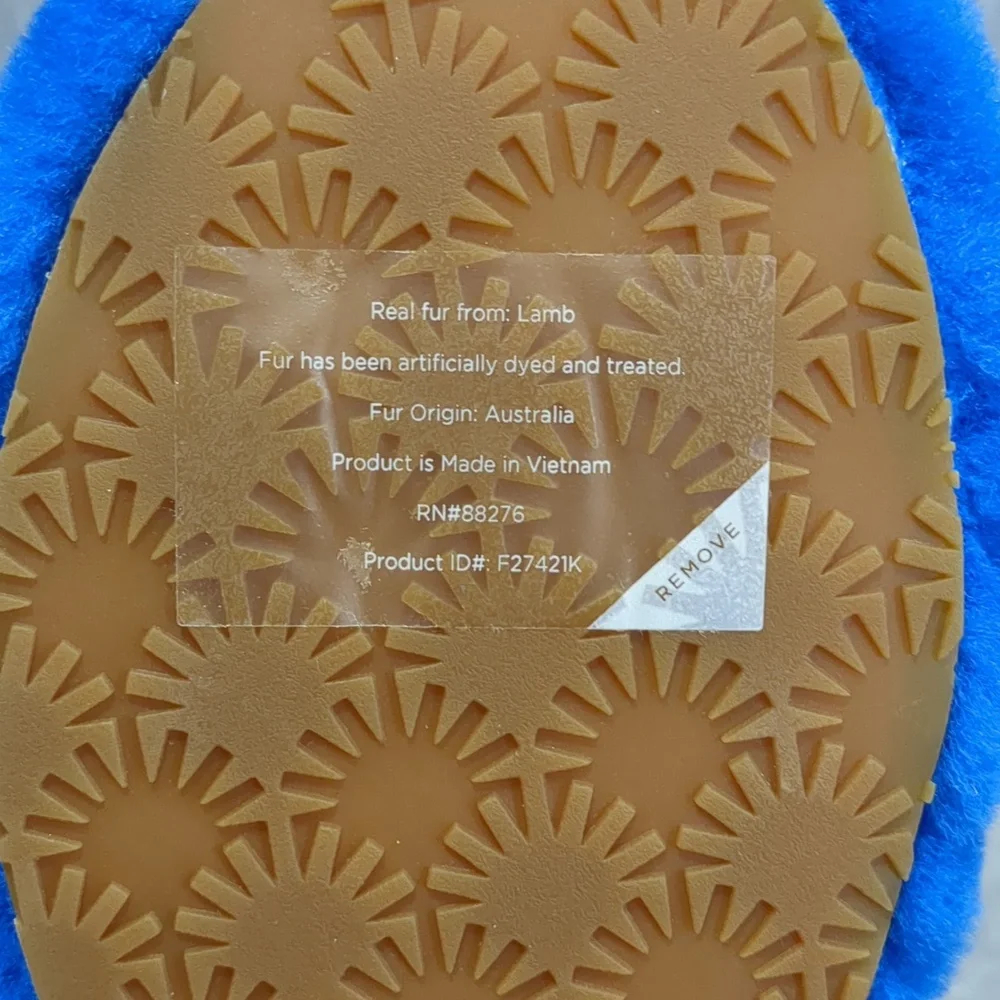 Real fur from: Lamb
Fur has been artificially dyed and treated.
Fur Origin: Australia
Product is Made in Vietnam
RN#88276
Product ID#: F27421K
REMOVE